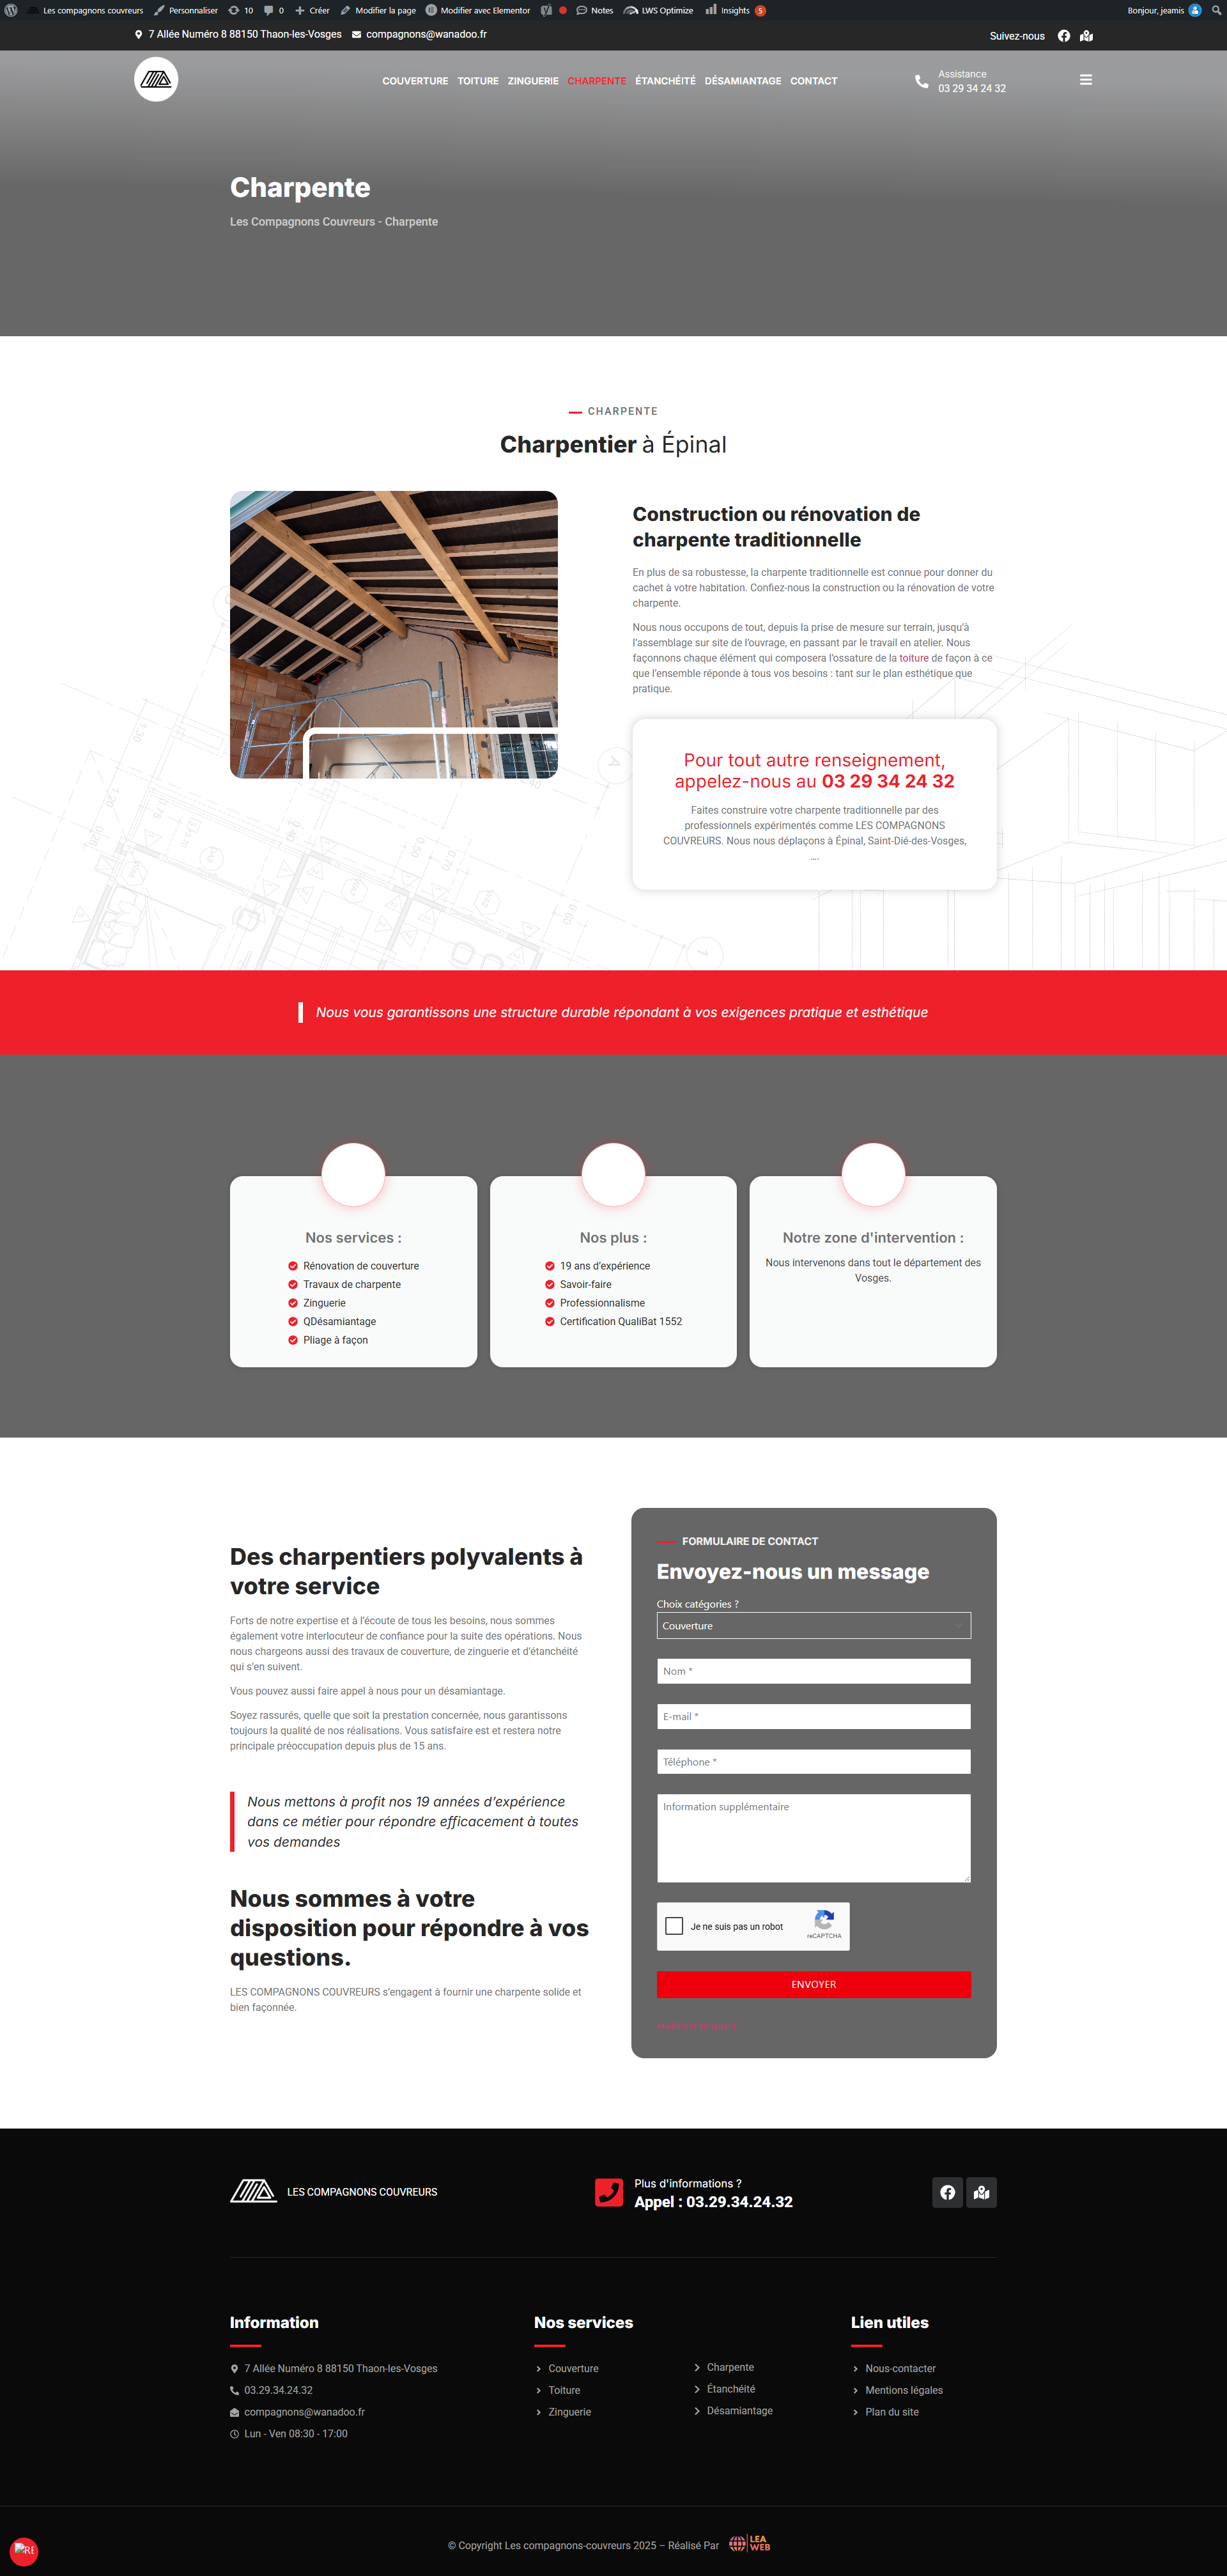 Les compagnons couvreurs Personnaliser 10 0 Créer Modifier la page Modifier avec Elementor Notes LWS Optimize Insights 5 Bonjour, jeamis
7 Allée Numéro 8 88150 Thaon-les-Vosges compagnons@wanadoo.fr Suivez-nous
COUVERTURE TOITURE ZINGUERIE CHARPENTE ÉTANCHÉITÉ DÉSAMIANTAGE CONTACT
Assistance
03 29 34 24 32
Charpente
Les Compagnons Couvreurs - Charpente
CHARPENTE
Charpentier à Épinal
Construction ou rénovation de
charpente traditionnelle
En plus de sa robustesse, la charpente traditionnelle est connue pour donner du
cachet à votre habitation. Confiez-nous la construction ou la rénovation de votre
charpente.
Nous nous occupons de tout, depuis la prise de mesure sur terrain, jusqu'à
l'assemblage sur site de l'ouvrage, en passant par le travail en atelier. Nous
façonnons chaque élément qui composera l'ossature de la toiture de façon à ce
que l'ensemble réponde à tous vos besoins : tant sur le plan esthétique que
pratique.
Pour tout autre renseignement,
appelez-nous au 03 29 34 24 32
Faites construire votre charpente traditionnelle par des
professionnels expérimentés comme LES COMPAGNONS
COUVREURS. Nous nous déplaçons à Épinal, Saint-Dié-des-Vosges,
….
Nous vous garantissons une structure durable répondant à vos exigences pratique et esthétique
Nos services :
Rénovation de couverture
Travaux de charpente
Zinguerie
QDésamiantage
Pliage à façon
Nos plus :
19 ans d'expérience
Savoir-faire
Professionnalisme
Certification QualiBat 1552
Notre zone d'intervention :
Nous intervenons dans tout le département des
Vosges.
Des charpentiers polyvalents à
votre service
Forts de notre expertise et à l'écoute de tous les besoins, nous sommes
également votre interlocuteur de confiance pour la suite des opérations. Nous
nous chargeons aussi des travaux de couverture, de zinguerie et d'étanchéité
qui s'en suivent.
Vous pouvez aussi faire appel à nous pour un désamiantage.
Soyez rassurés, quelle que soit la prestation concernée, nous garantissons
toujours la qualité de nos réalisations. Vous satisfaire est et restera notre
principale préoccupation depuis plus de 15 ans.
Nous mettons à profit nos 19 années d'expérience
dans ce métier pour répondre efficacement à toutes
vos demandes
Nous sommes à votre
disposition pour répondre à vos
questions.
LES COMPAGNONS COUVREURS s'engagent à fournir une charpente solide et
bien façonnée.
FORMULAIRE DE CONTACT
Envoyez-nous un message
Choix catégories ?
Couverture
Nom *
E-mail *
Téléphone *
Information supplémentaire
Je ne suis pas un robot
reCAPTCHA
ENVOYER
LES COMPAGNONS COUVREURS
Plus d'informations ?
Appel : 03.29.34.24.32
Information
7 Allée Numéro 8 88150 Thaon-les-Vosges
03.29.34.24.32
compagnons@wanadoo.fr
Lun - Ven 08:30 - 17:00
Nos services
Couverture
Toiture
Zinguerie
Charpente
Étanchéité
Désamiantage
Lien utiles
Nous-contacter
Mentions légales
Plan du site
© Copyright Les compagnons-couvreurs 2025 – Réalisé Par
LEA
WEB